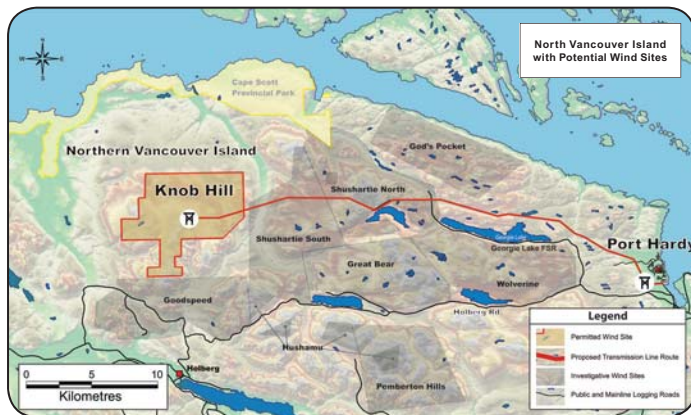 North Vancouver Island
with Potential Wind Sites
N
W
E
S
Cape Scott
Provincial Park
Northern Vancouver Island
God's Pocket
Knob Hill
Shushartie North
Shushartie South
Georgie Lake
Georgie Lake FSR
Port Hardy
Great Bear
Goodspeed
Wolverine
Holberg Rd.
Hushamu
Holberg
Pemberton Hills
0 5 10
Kilometres
Legend
Permitted Wind Site
Proposed Transmission Line Route
Investigative Wind Sites
Public and Mainline Logging Roads